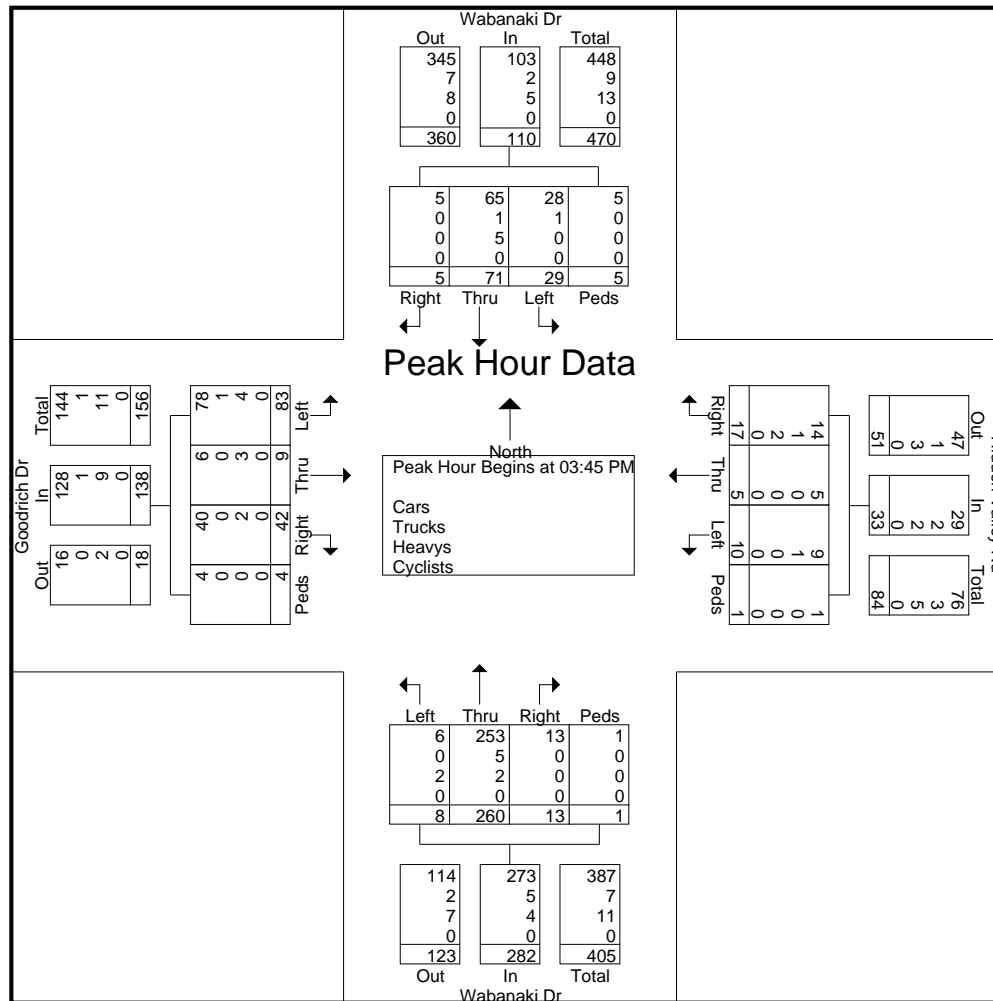 Wabanaki Dr
Out In Total
345 103 448
7 2 9
8 5 13
0 0 0
360 110 470
5 65 28 5
0 1 1 0
0 5 0 0
0 0 0 0
5 71 29 5
Right Thru Left Peds
Peak Hour Data
North
Peak Hour Begins at 03:45 PM
Cars
Trucks
Heavys
Cyclists
Goodrich Dr
Total
144 1 11 0 156
In
128 1 9 0 138
Out
16 0 2 0 18
78 1 4 0 83
Left
6 0 3 0 9
Thru
40 0 2 0 42
Right
4 0 0 0 4
Peds
Right
14 1 2 0 17
Thru
5 0 0 0 5
Left
9 1 0 0 10
Peds
1 0 0 0 1
Out
47 1 3 0 51
In
29 2 2 0 33
Total
76 3 5 0 84
Left Thru Right Peds
6 253 13 1
0 5 0 0
2 2 0 0
0 0 0 0
8 260 13 1
114 273 387
2 5 7
7 4 11
0 0 0
123 282 405
Out In Total
Wabanaki Dr